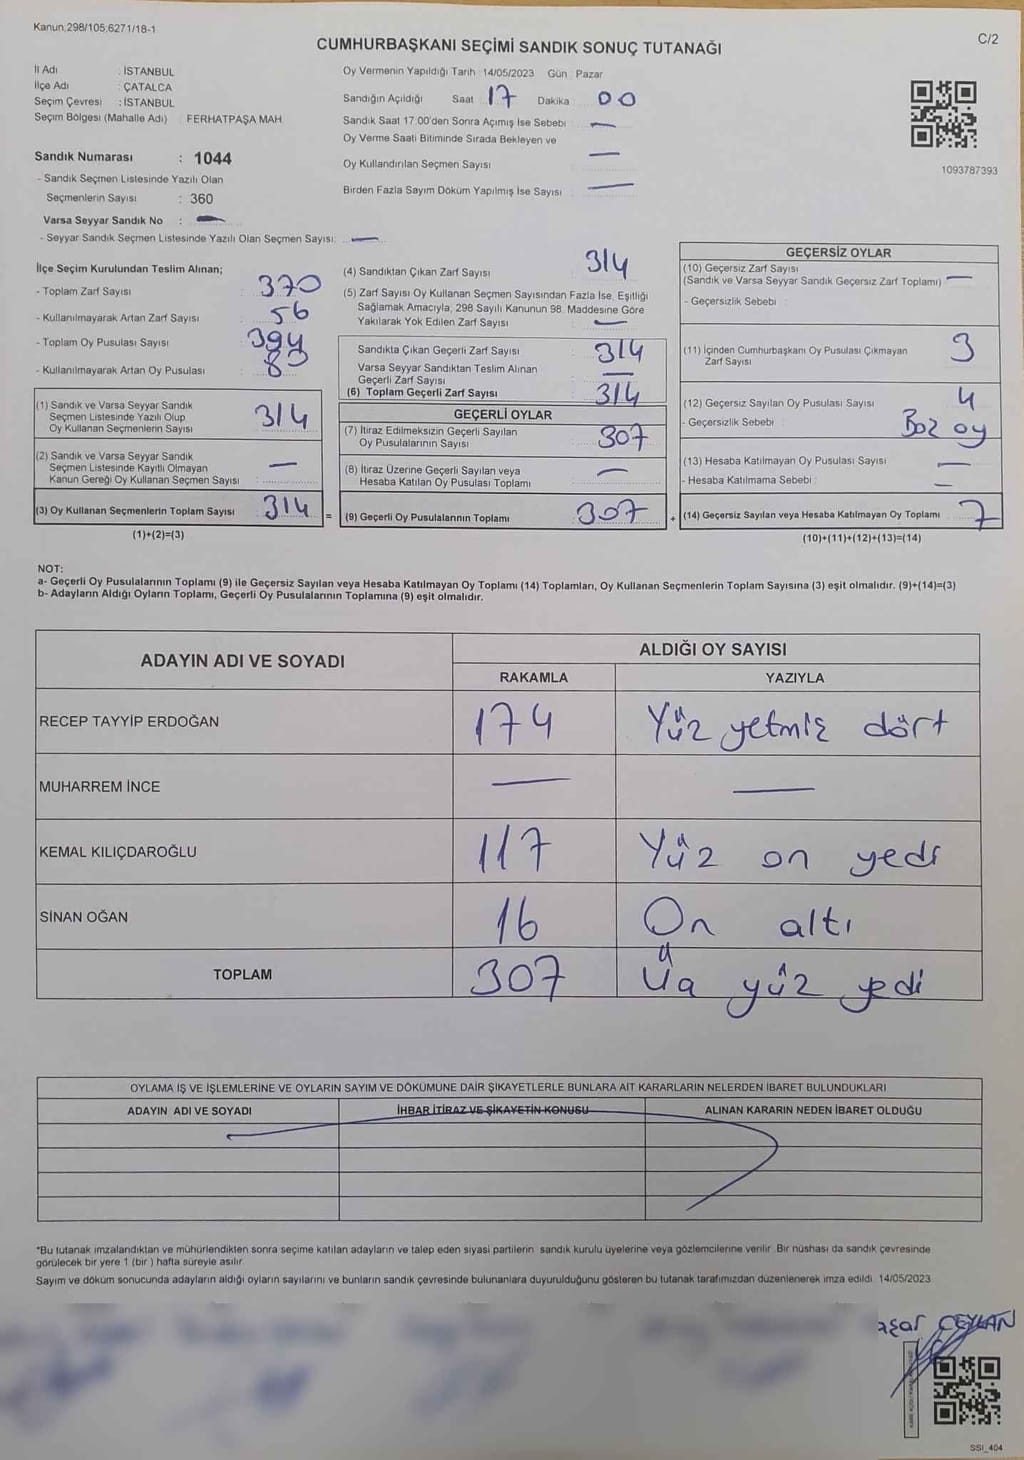 Kanun,298/105;6271/18-1
C/2
CUMHURBAŞKANI SEÇİMİ SANDIK SONUÇ TUTANAĞI
İl Adı : İSTANBUL
İlçe Adı : ÇATALCA
Seçim Çevresi : İSTANBUL
Seçim Bölgesi (Mahalle Adı) FERHATPAŞA MAH.
Sandık Numarası : 1044
- Sandık Seçmen Listesinde Yazılı Olan
Seçmenlerin Sayısı : 360
Varsa Seyyar Sandık No : —
- Seyyar Sandık Seçmen Listesinde Yazılı Olan Seçmen Sayısı: —
Oy Vermenin Yapıldığı Tarih :14/05/2023 Gün : Pazar
Sandığın Açıldığı Saat 17 Dakika 00
Sandık Saat 17:00'den Sonra Açımış İse Sebebi : —
Oy Verme Saati Bitiminde Sırada Bekleyen ve
Oy Kullandırılan Seçmen Sayısı —
Birden Fazla Sayım Döküm Yapılmış İse Sayısı —
1093787393
İlçe Seçim Kurulundan Teslim Alınan;
- Toplam Zarf Sayısı 370
- Kullanılmayarak Artan Zarf Sayısı : 56
- Toplam Oy Pusulası Sayısı 394
- Kullanılmayarak Artan Oy Pusulası 83
(1) Sandık ve Varsa Seyyar Sandık
Seçmen Listesinde Yazılı Olup
Oy Kullanan Seçmenlerin Sayısı 314
(2) Sandık ve Varsa Seyyar Sandık
Seçmen Listesinde Kayıtlı Olmayan
Kanun Gereği Oy Kullanan Seçmen Sayısı —
(3) Oy Kullanan Seçmenlerin Toplam Sayısı 314 =
(1)+(2)=(3)
(4) Sandıktan Çıkan Zarf Sayısı 314
(5) Zarf Sayısı Oy Kullanan Seçmen Sayısından Fazla İse, Eşitliği
Sağlamak Amacıyla, 298 Sayılı Kanunun 98. Maddesine Göre
Yakılarak Yok Edilen Zarf Sayısı : —
Sandıkta Çıkan Geçerli Zarf Sayısı : 314
Varsa Seyyar Sandıktan Teslim Alınan
Geçerli Zarf Sayısı —
(6) Toplam Geçerli Zarf Sayısı 314
GEÇERLİ OYLAR
(7) İtiraz Edilmeksizin Geçerli Sayılan
Oy Pusulalarının Sayısı 307
(8) İtiraz Üzerine Geçerli Sayılan veya
Hesaba Katılan Oy Pusulası Toplamı —
(9) Geçerli Oy Pusulalarının Toplamı 307 +
GEÇERSİZ OYLAR
(10) Geçersiz Zarf Sayısı
(Sandık ve Varsa Seyyar Sandık Geçersiz Zarf Toplamı) —
- Geçersizlik Sebebi :
(11) İçinden Cumhurbaşkanı Oy Pusulası Çıkmayan
Zarf Sayısı 3
(12) Geçersiz Sayılan Oy Pusulası Sayısı 4
- Geçersizlik Sebebi : Boz oy
(13) Hesaba Katılmayan Oy Pusulası Sayısı —
- Hesaba Katılmama Sebebi —
(14) Geçersiz Sayılan veya Hesaba Katılmayan Oy Toplamı 7
(10)+(11)+(12)+(13)=(14)
NOT:
a- Geçerli Oy Pusulalarının Toplamı (9) ile Geçersiz Sayılan veya Hesaba Katılmayan Oy Toplamı (14) Toplamları, Oy Kullanan Seçmenlerin Toplam Sayısına (3) eşit olmalıdır. (9)+(14)=(3)
b- Adayların Aldığı Oyların Toplamı, Geçerli Oy Pusulalarının Toplamına (9) eşit olmalıdır.
ADAYIN ADI VE SOYADI
ALDIĞI OY SAYISI
RAKAMLA YAZIYLA
RECEP TAYYİP ERDOĞAN 174 Yüz yetmiş dört
MUHARREM İNCE — —
KEMAL KILIÇDAROĞLU 117 Yüz on yedi
SİNAN OĞAN 16 On altı
TOPLAM 307 Üç yüz yedi
OYLAMA İŞ VE İŞLEMLERİNE VE OYLARIN SAYIM VE DÖKÜMÜNE DAİR ŞİKAYETLERLE BUNLARA AİT KARARLARIN NELERDEN İBARET BULUNDUKLARI
ADAYIN ADI VE SOYADI İHBAR İTİRAZ VE ŞİKAYETİN KONUSU ALINAN KARARIN NEDEN İBARET OLDUĞU
*Bu tutanak imzalandıktan ve mühürlendikten sonra seçime katılan adayların ve talep eden siyasi partilerin sandık kurulu üyelerine veya gözlemcilerine verilir. Bir nüshası da sandık çevresinde
görülecek bir yere 1 (bir ) hafta süreyle asılır.
Sayım ve döküm sonucunda adayların aldığı oyların sayılarını ve bunların sandık çevresinde bulunanlara duyurulduğunu gösteren bu tutanak tarafımızdan düzenlenerek imza edildi. 14/05/2023
aşar CEYLAN
SSI_404